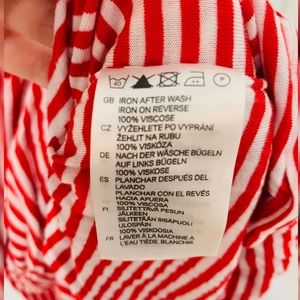 40 P
GB IRON AFTER WASH
IRON ON REVERSE
100% VISCOSE
CZ VYŽEHLETE PO VYPRÁNÍ
ŽEHLIT NA RUBU
100% VISKÓZA
DE NACH DER WÄSCHE BÜGELN
AUF LINKS BÜGELN
100% VISKOSE
ES PLANCHAR DESPUÉS DEL
LAVADO
PLANCHAR CON EL REVÉS
HACIA AFUERA
100% VISCOSA
FI SILITETTÄVÄ PESUN
JÄLKEEN
SILITETÄÄN SISÄPUOLI
ULOSPÄIN
100% VISKOOSIA
FR LAVER À LA MACHINE À
L'EAU TIÈDE. BLANCHIR